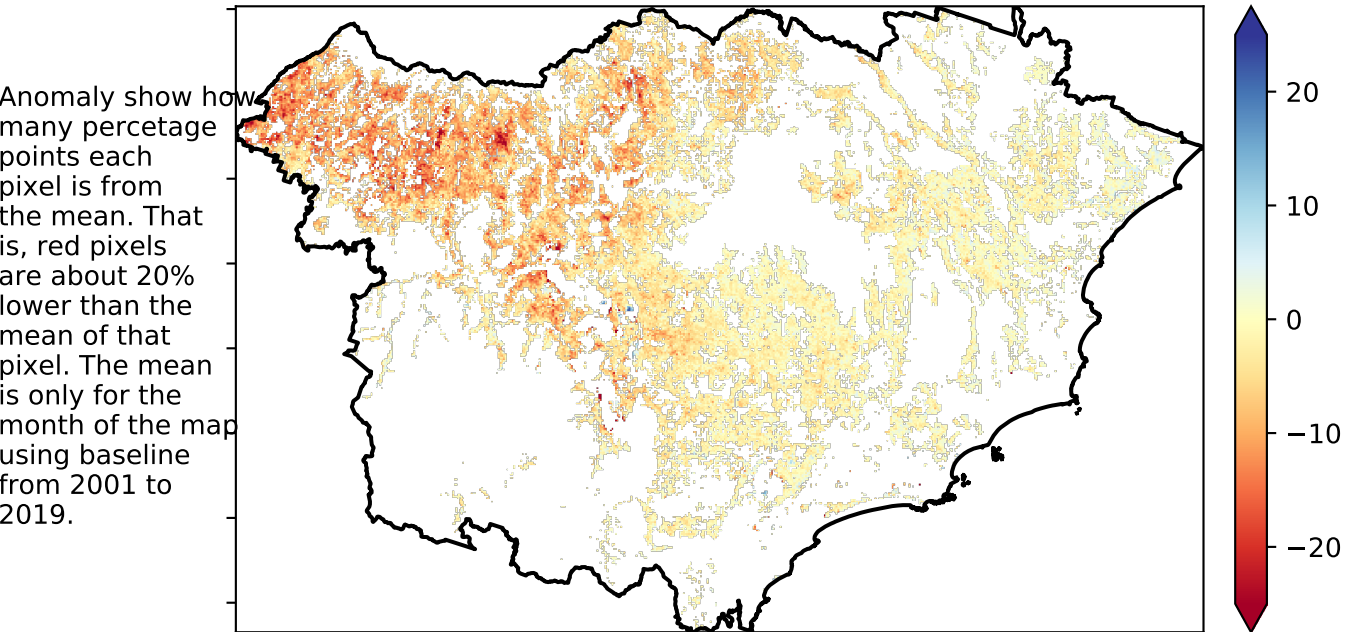 Anomaly show how
many percetage
points each
pixel is from
the mean. That
is, red pixels
are about 20%
lower than the
mean of that
pixel. The mean
is only for the
month of the map
using baseline
from 2001 to
2019.
20
10
0
−10
−20